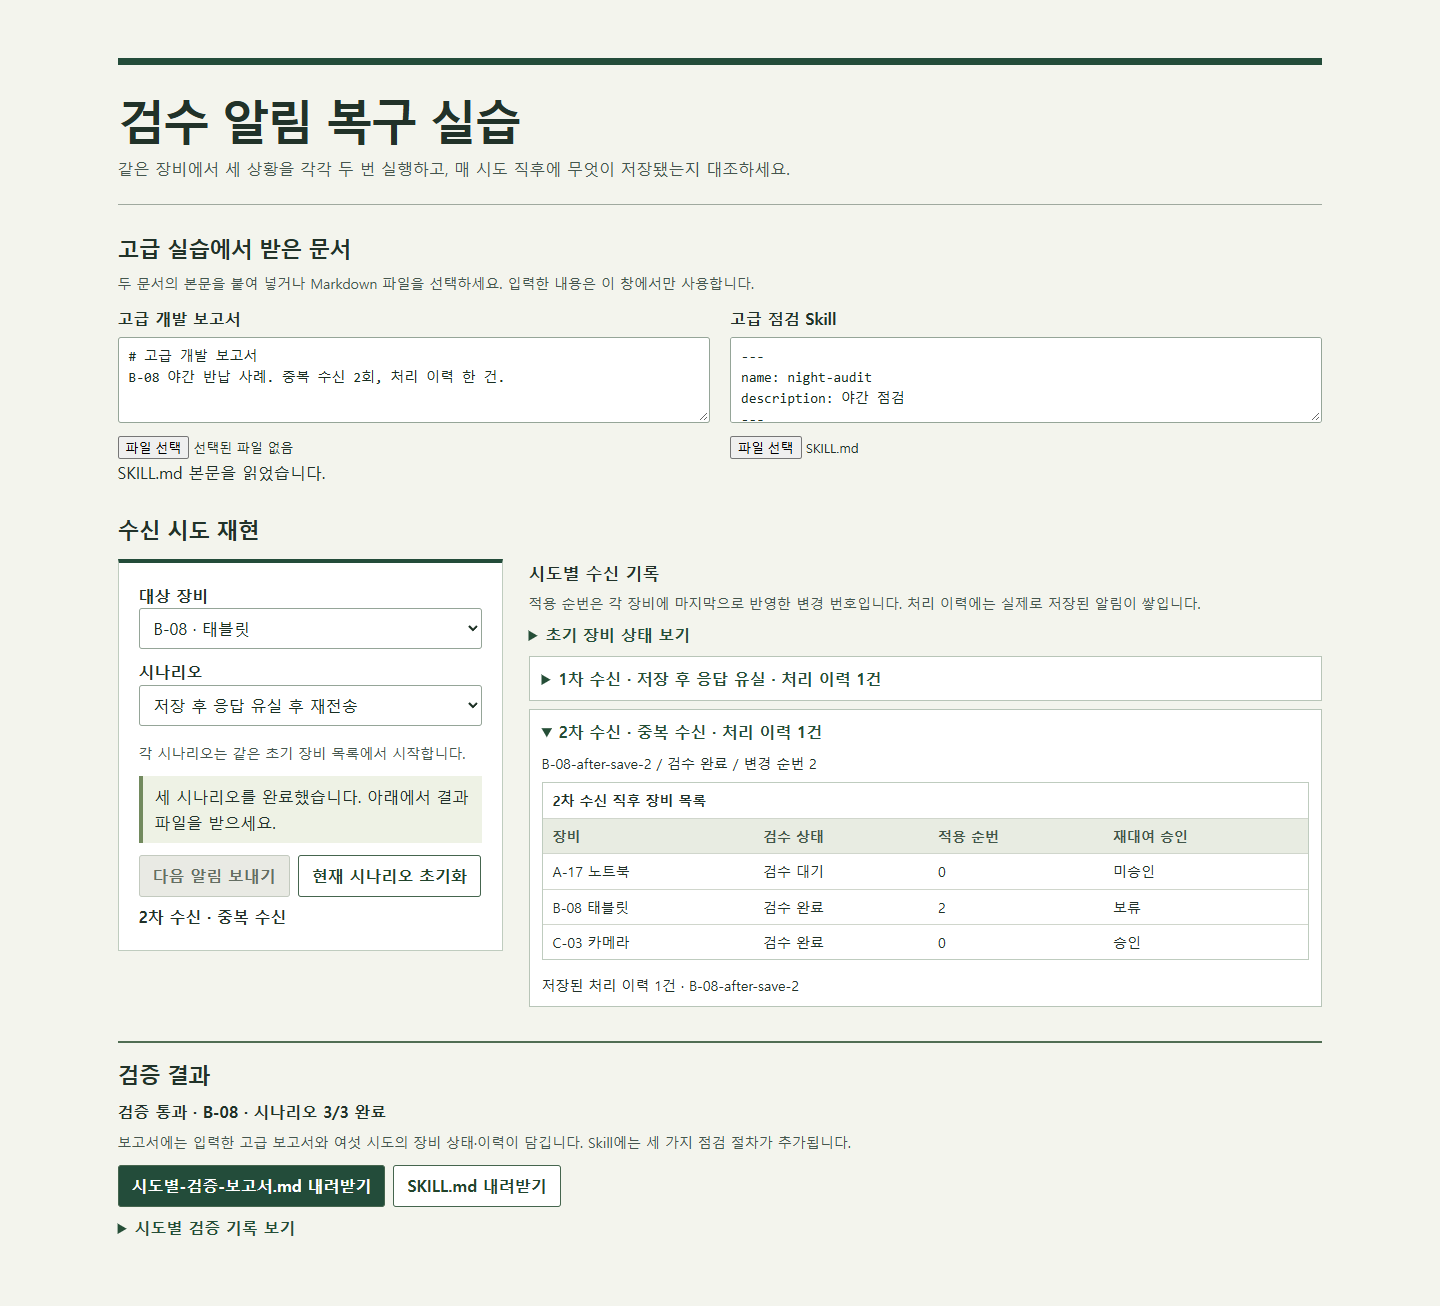 검수 알림 복구 실습
같은 장비에서 세 상황을 각각 두 번 실행하고, 매 시도 직후에 무엇이 저장됐는지 대조하세요.
고급 실습에서 받은 문서
두 문서의 본문을 붙여 넣거나 Markdown 파일을 선택하세요. 입력한 내용은 이 창에서만 사용합니다.
고급 개발 보고서
# 고급 개발 보고서
B-08 야간 반납 사례. 중복 수신 2회, 처리 이력 한 건.
파일 선택 선택된 파일 없음
고급 점검 Skill
---
name: night-audit
description: 야간 점검
---
파일 선택 SKILL.md
SKILL.md 본문을 읽었습니다.
수신 시도 재현
대상 장비
B-08 · 태블릿
시나리오
저장 후 응답 유실 후 재전송
각 시나리오는 같은 초기 장비 목록에서 시작합니다.
세 시나리오를 완료했습니다. 아래에서 결과
파일을 받으세요.
다음 알림 보내기 현재 시나리오 초기화
2차 수신 · 중복 수신
시도별 수신 기록
적용 순번은 각 장비에 마지막으로 반영한 변경 번호입니다. 처리 이력에는 실제로 저장된 알림이 쌓입니다.
▶ 초기 장비 상태 보기
▶ 1차 수신 · 저장 후 응답 유실 · 처리 이력 1건
▼ 2차 수신 · 중복 수신 · 처리 이력 1건
B-08-after-save-2 / 검수 완료 / 변경 순번 2
2차 수신 직후 장비 목록
장비 검수 상태 적용 순번 재대여 승인
A-17 노트북 검수 대기 0 미승인
B-08 태블릿 검수 완료 2 보류
C-03 카메라 검수 완료 0 승인
저장된 처리 이력 1건 · B-08-after-save-2
검증 결과
검증 통과 · B-08 · 시나리오 3/3 완료
보고서에는 입력한 고급 보고서와 여섯 시도의 장비 상태·이력이 담깁니다. Skill에는 세 가지 점검 절차가 추가됩니다.
시도별-검증-보고서.md 내려받기 SKILL.md 내려받기
▶ 시도별 검증 기록 보기